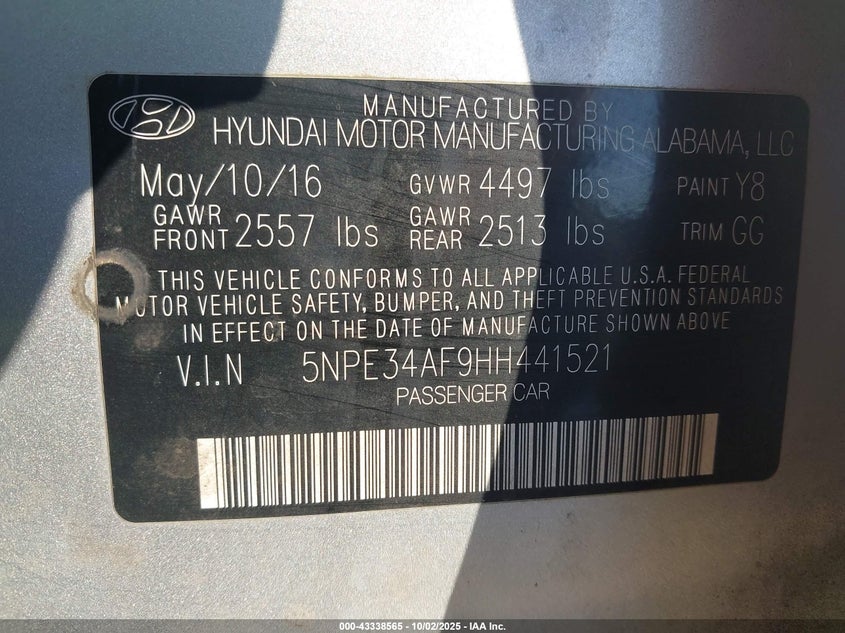 MANUFACTURED BY
HYUNDAI MOTOR MANUFACTURING ALABAMA, LLC
May/10/16 GVWR 4497 lbs PAINT Y8
GAWR FRONT 2557 lbs GAWR REAR 2513 lbs TRIM GG
THIS VEHICLE CONFORMS TO ALL APPLICABLE U.S.A. FEDERAL
MOTOR VEHICLE SAFETY, BUMPER, AND THEFT PREVENTION STANDARDS
IN EFFECT ON THE DATE OF MANUFACTURE SHOWN ABOVE
V.I.N 5NPE34AF9HH441521
PASSENGER CAR
000-43338565 - 10/02/2025 - IAA Inc.